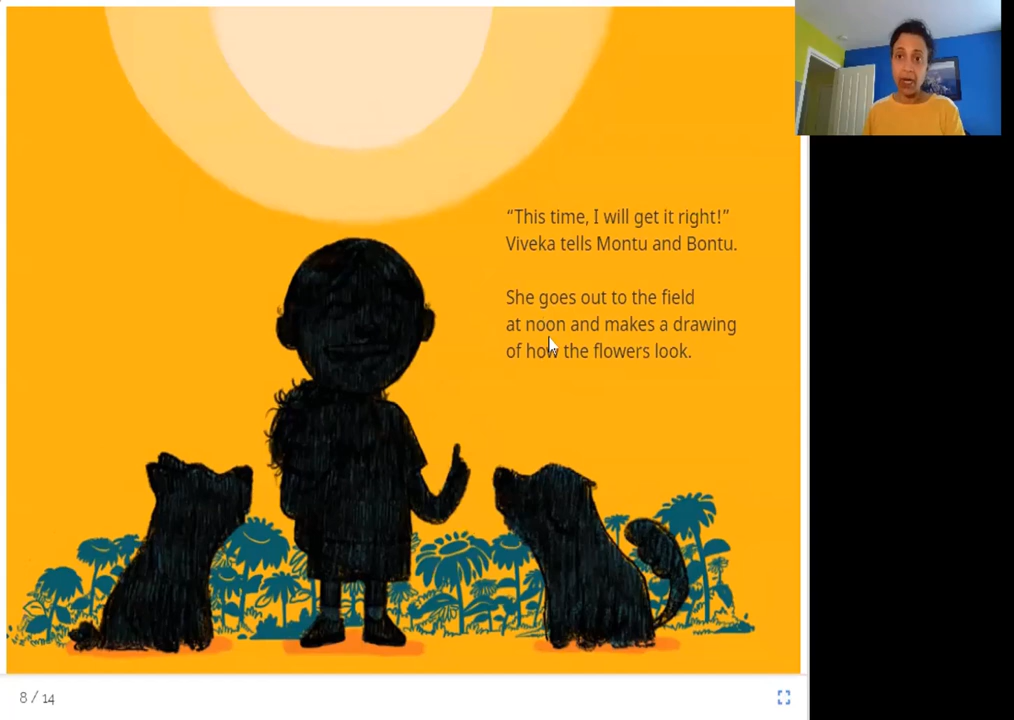 “This time, I will get it right!”
Viveka tells Montu and Bontu.
She goes out to the field
at noon and makes a drawing
of how the flowers look.
8 / 14